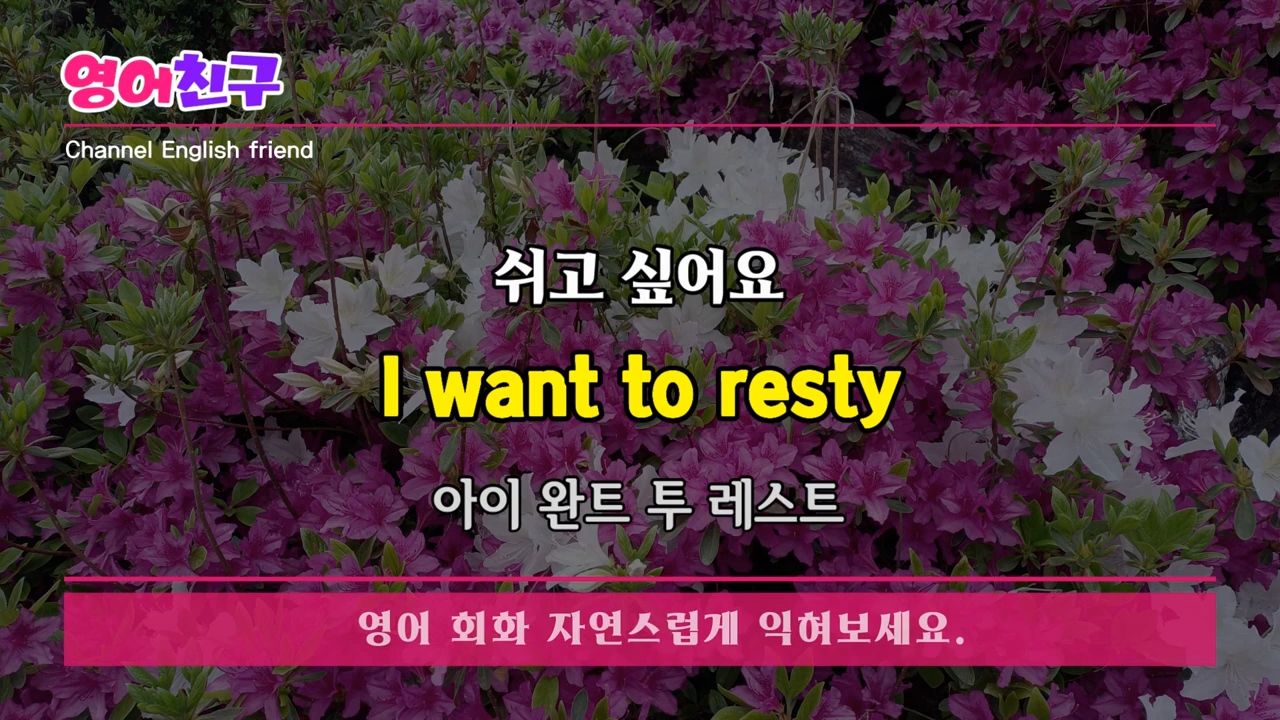 영어친구
Channel English friend
쉬고 싶어요
I want to resty
아이 완트 투 레스트
영어 회화 자연스럽게 익혀보세요.